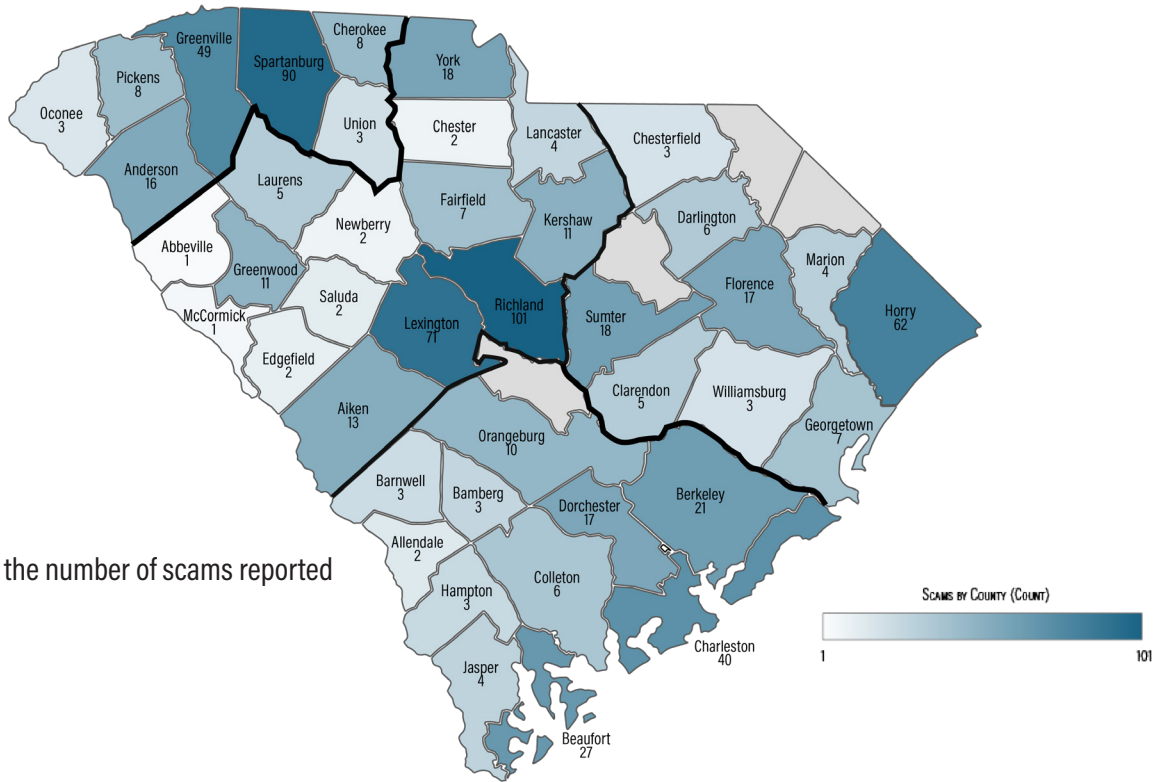 Cherokee
8
Greenville
49
Spartanburg
90
York
18
Pickens
8
Oconee
3
Union
3
Chester
2
Lancaster
4
Chesterfield
3
Anderson
16
Laurens
5
Fairfield
7
Kershaw
11
Darlington
6
Newberry
2
Abbeville
1
Greenwood
11
Marion
4
Florence
17
Saluda
2
Richland
101
Horry
62
McCormick
1
Lexington
71
Sumter
18
Edgefield
2
Clarendon
5
Williamsburg
3
Aiken
13
Georgetown
7
Orangeburg
10
Barnwell
3
Bamberg
3
Berkeley
21
Dorchester
17
Allendale
2
the number of scams reported
Colleton
6
Hampton
3
Scams by County (Count)
1
101
Charleston
40
Jasper
4
Beaufort
27